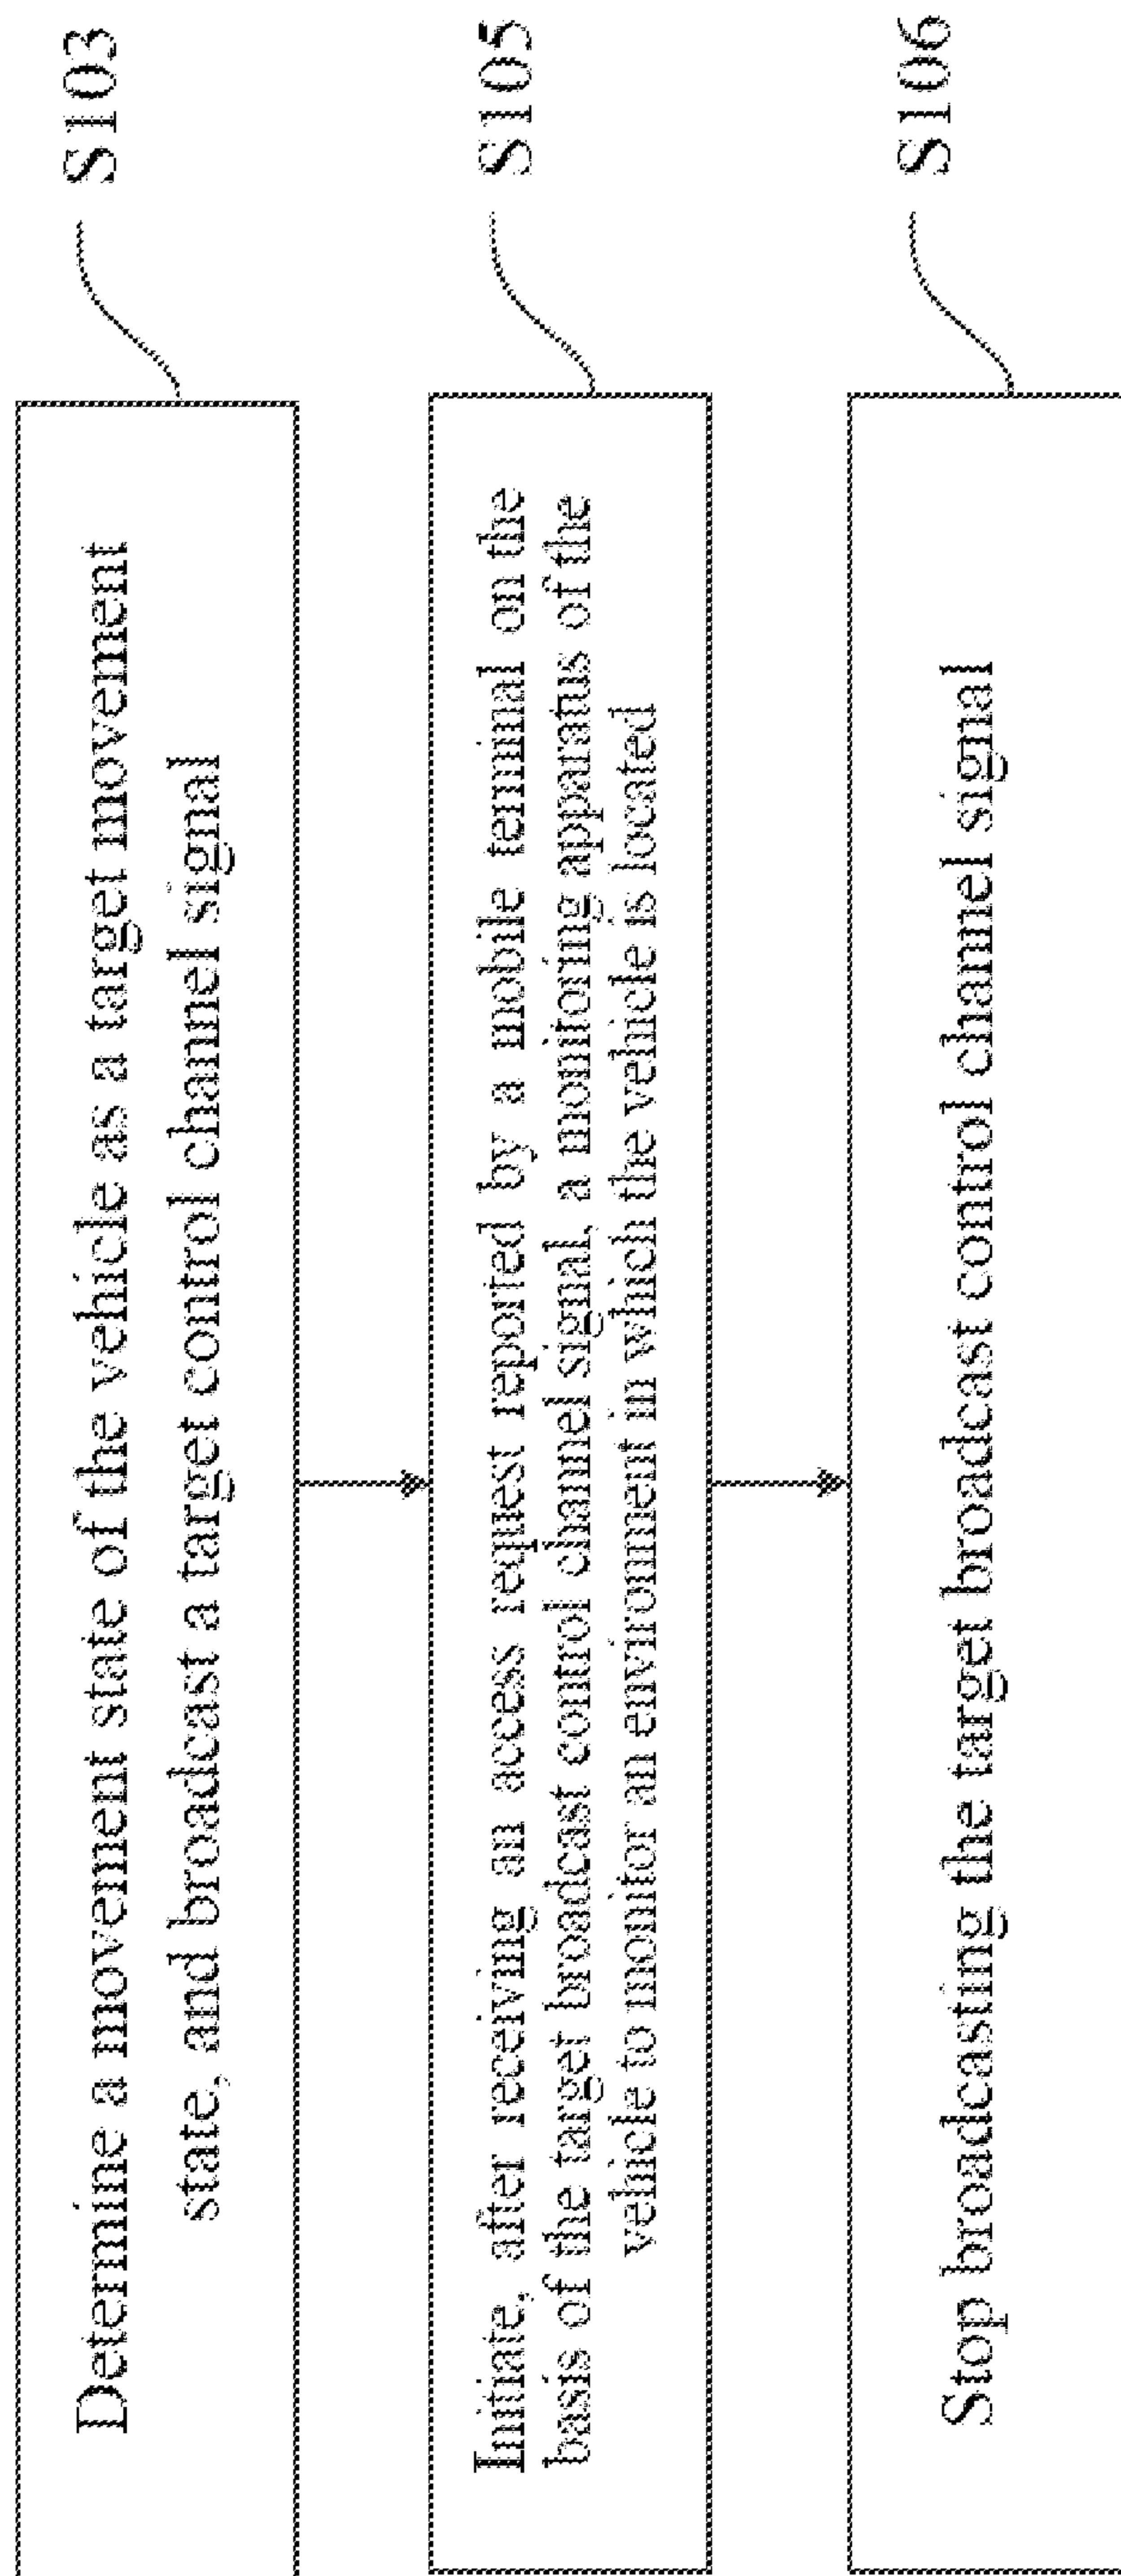 Determine a movement state of the vehicle as a target movement
state, and broadcast a target control channel signal
S103
Initiate, after receiving an access request reported by a mobile terminal on the
basis of the target broadcast control channel signal, a monitoring apparatus of the
vehicle to monitor an environment in which the vehicle is located
S105
Stop broadcasting the target broadcast control channel signal
S106